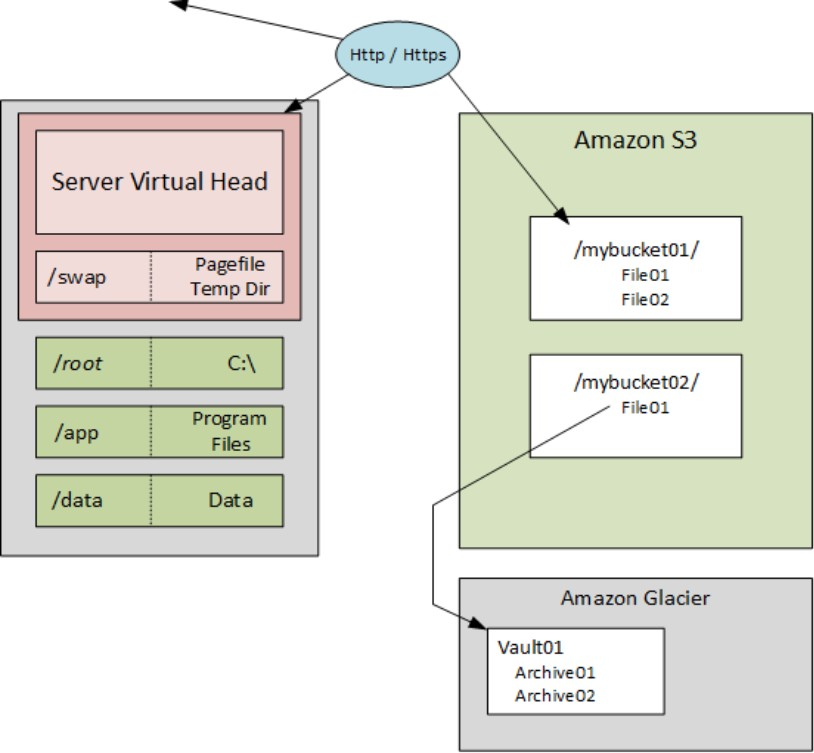 Http / Https
Server Virtual Head
/swap
Pagefile
Temp Dir
/root
C:\
/app
Program
Files
/data
Data
Amazon S3
/mybucket01/
File01
File02
/mybucket02/
File01
Amazon Glacier
Vault01
Archive01
Archive02